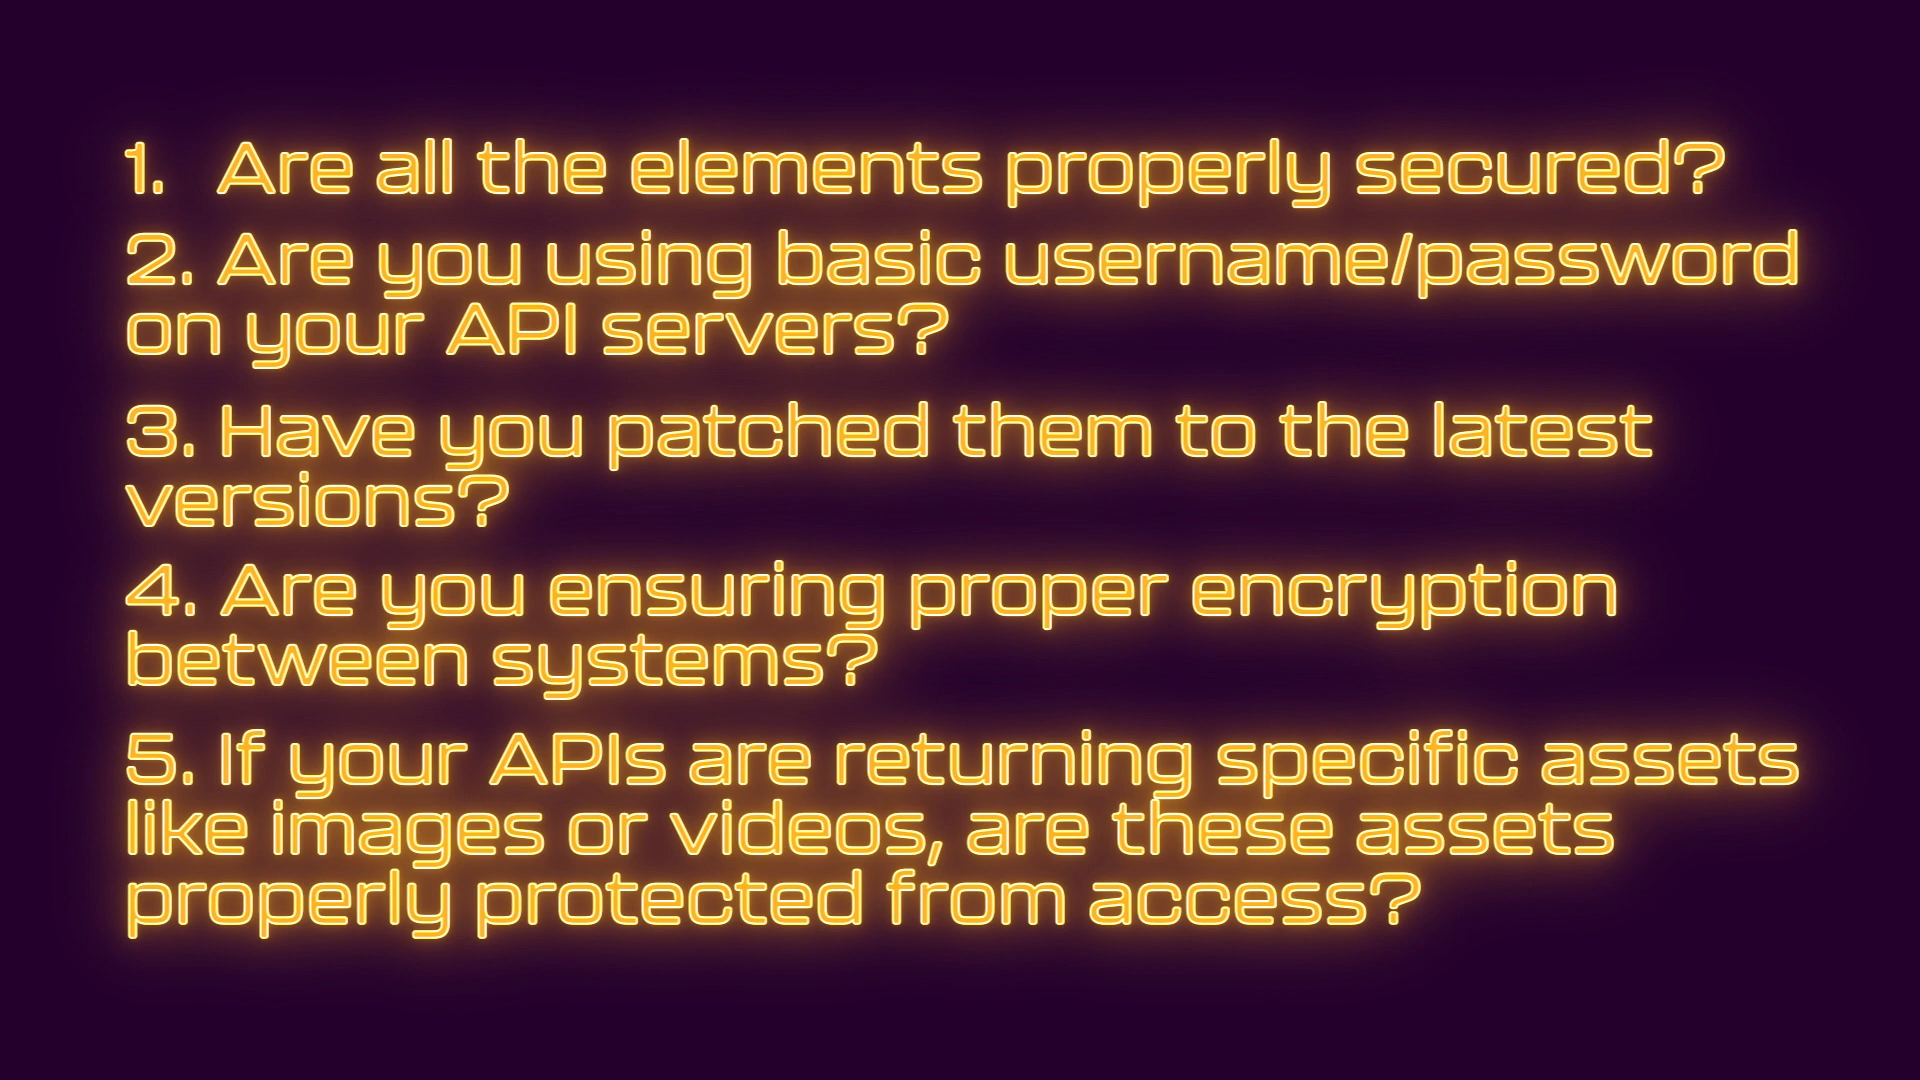 1. Are all the elements properly secured?
2. Are you using basic username/password
on your API servers?
3. Have you patched them to the latest
versions?
4. Are you ensuring proper encryption
between systems?
5. If your APIs are returning specific assets
like images or videos, are these assets
properly protected from access?